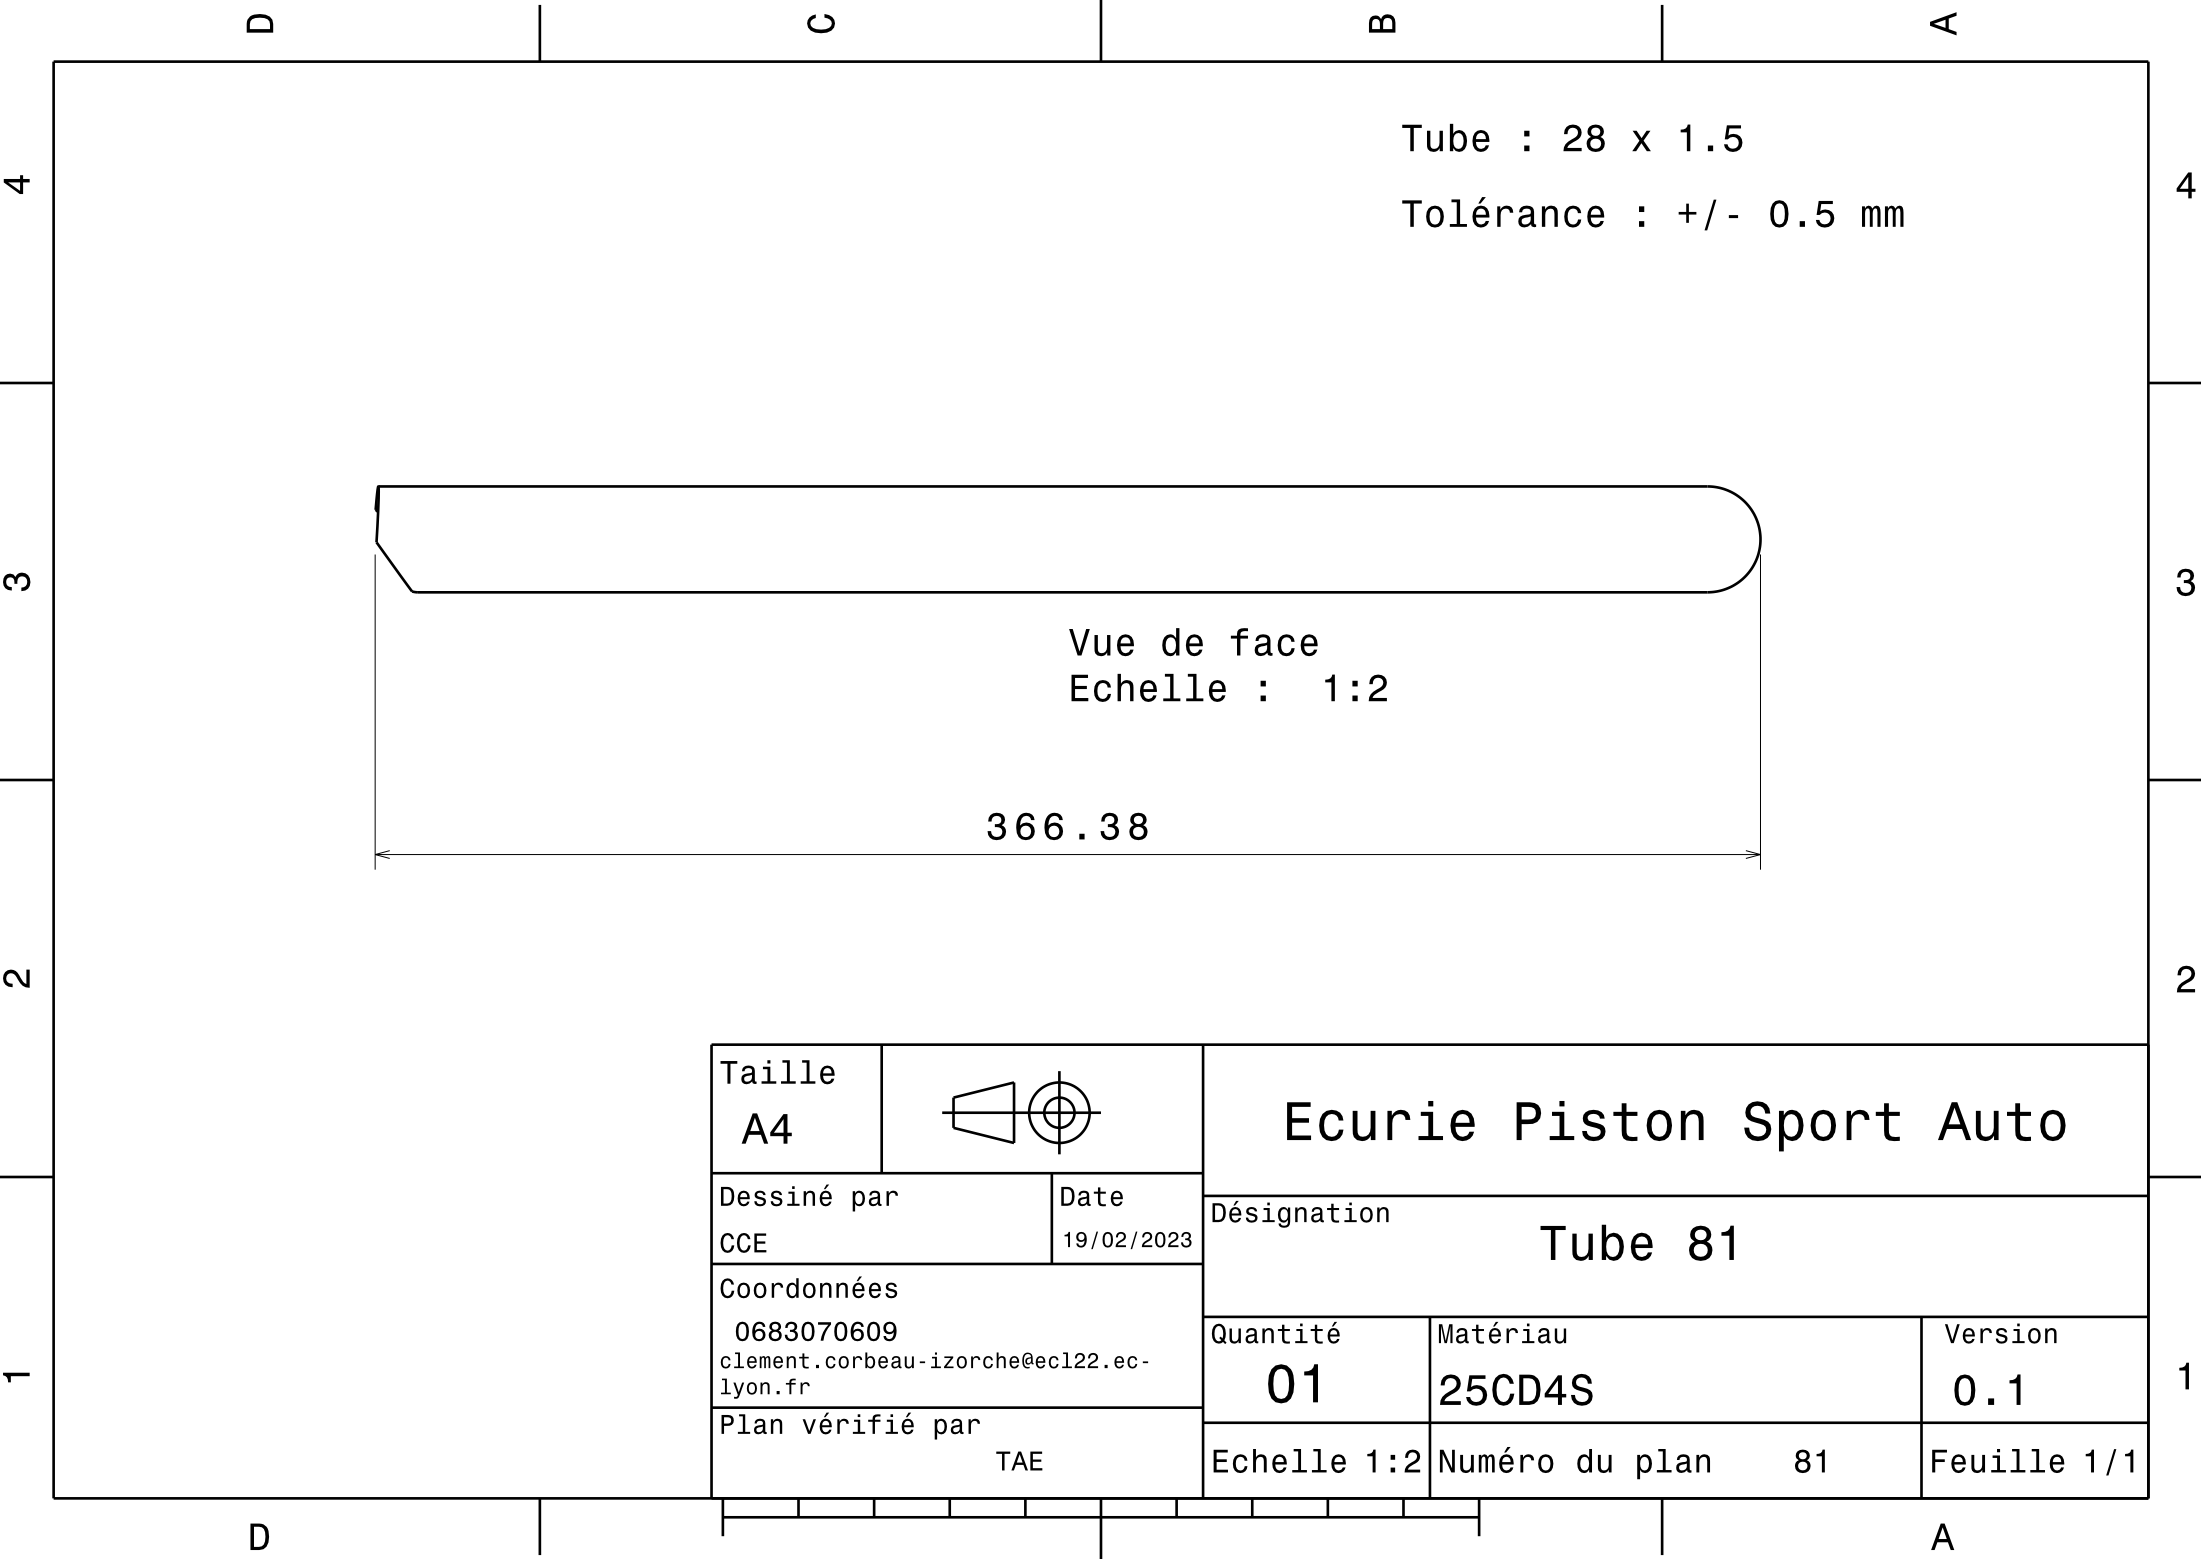 D C B A
Tube : 28 x 1.5
4 4
Tolérance : +/- 0.5 mm
3 3
Vue de face
Echelle :  1:2
366.38
2 2
Taille
A4
Ecurie Piston Sport Auto
Dessiné par
CCE
Date
19/02/2023
Désignation
Tube 81
Coordonnées
0683070609
clement.corbeau-izorche@ecl22.ec-
lyon.fr
Quantité
01
Matériau
25CD4S
Version
0.1
1 1
Plan vérifié par
TAE
Echelle 1:2
Numéro du plan 81
Feuille 1/1
D A